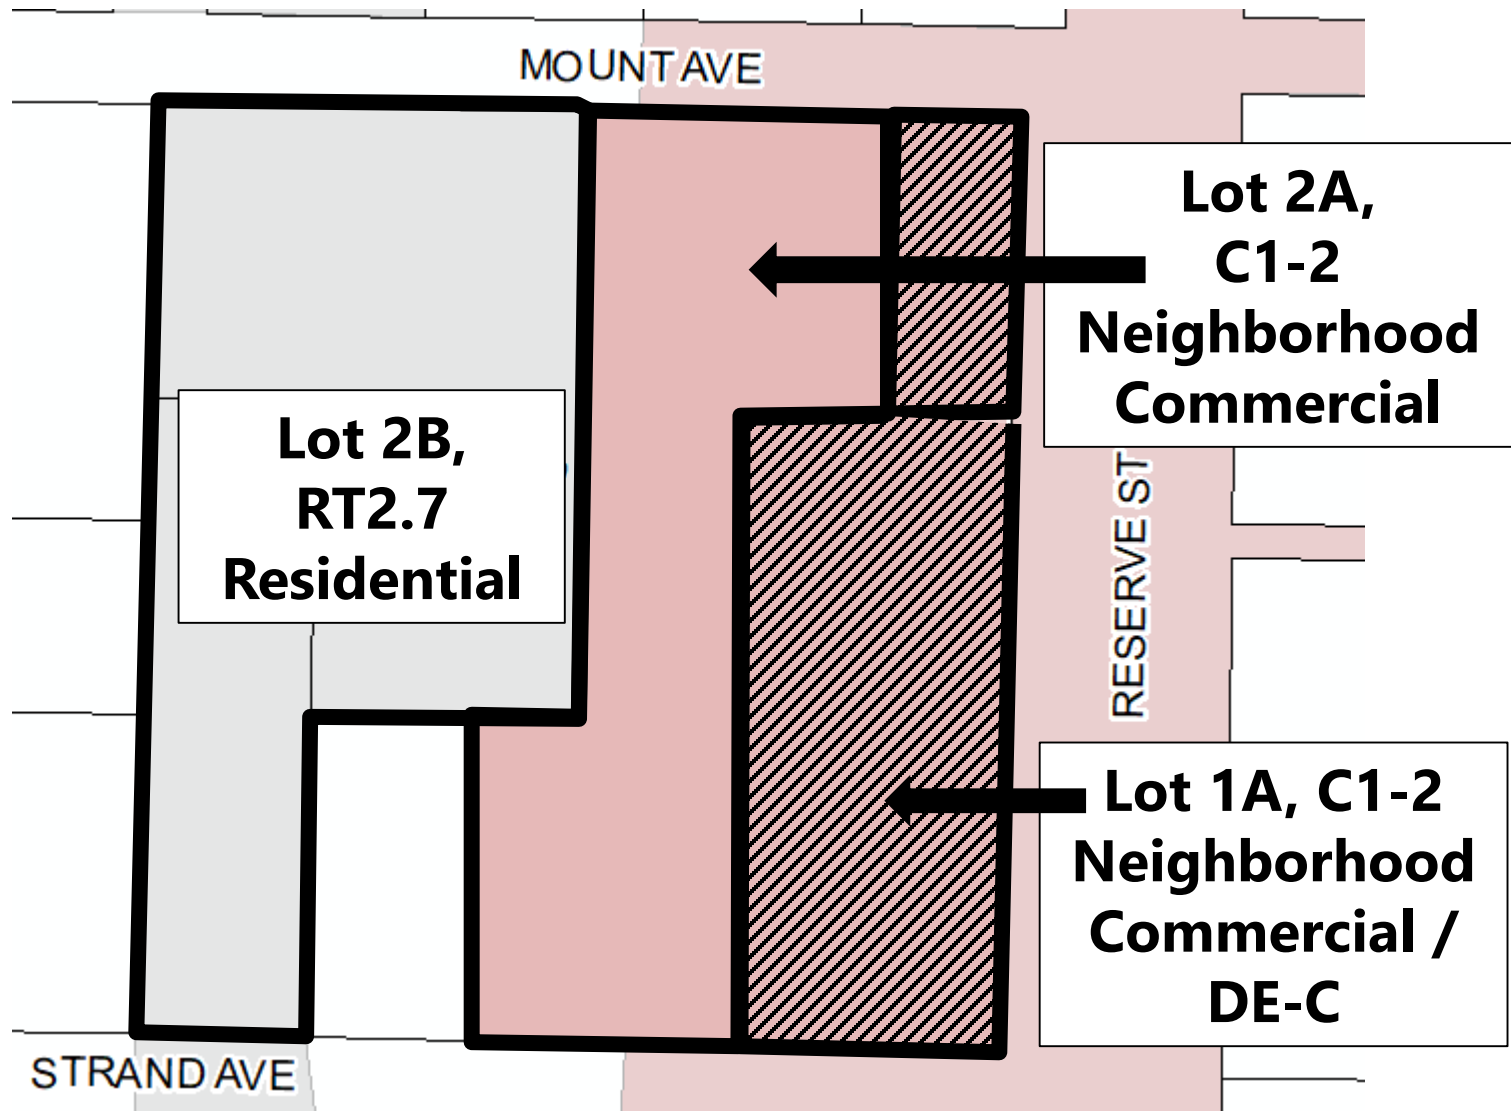 MOUNT AVE
Lot 2A,
C1-2
Neighborhood
Commercial
Lot 2B,
RT2.7
Residential
RESERVE ST
Lot 1A, C1-2
Neighborhood
Commercial /
DE-C
STRAND AVE